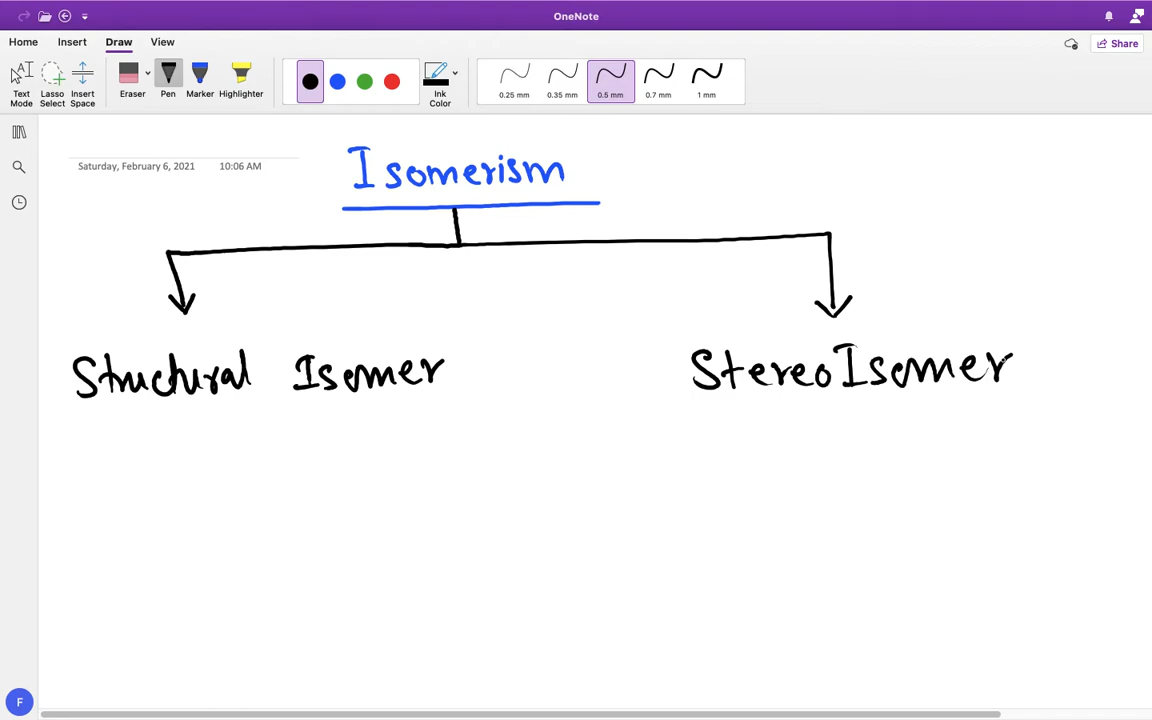 OneNote
Home Insert Draw View
Share
Text Mode
Lasso Select
Insert Space
Eraser
Pen
Marker
Highlighter
Ink Color
0.25 mm
0.35 mm
0.5 mm
0.7 mm
1 mm
Saturday, February 6, 2021 10:06 AM
Isomerism
Structural Isomer
StereoIsomer
F